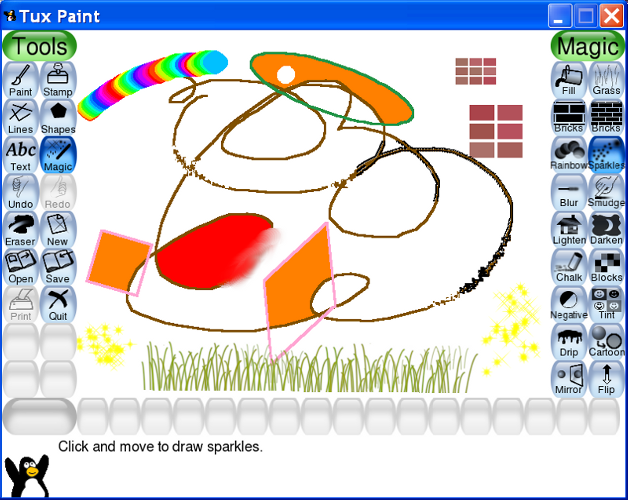 Tux Paint
Tools
Magic
Paint
Stamp
Fill
Grass
Lines
Shapes
Bricks
Bricks
Abc
Text
Magic
Rainbow
Sparkles
Undo
Redo
Blur
Smudge
Eraser
New
Lighten
Darken
Open
Save
Chalk
Blocks
Print
Quit
Negative
Tint
Drip
Cartoon
Mirror
Flip
Click and move to draw sparkles.